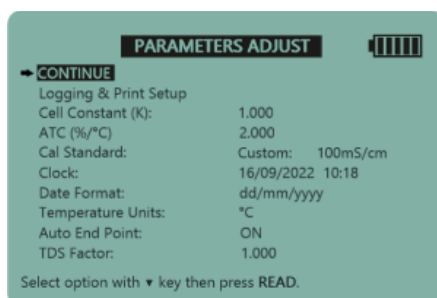 PARAMETERS ADJUST
➨ CONTINUE
Logging & Print Setup
Cell Constant (K): 1.000
ATC (%/°C) 2.000
Cal Standard: Custom: 100mS/cm
Clock: 16/09/2022 10:18
Date Format: dd/mm/yyyy
Temperature Units: °C
Auto End Point: ON
TDS Factor: 1.000
Select option with ▼ key then press READ.